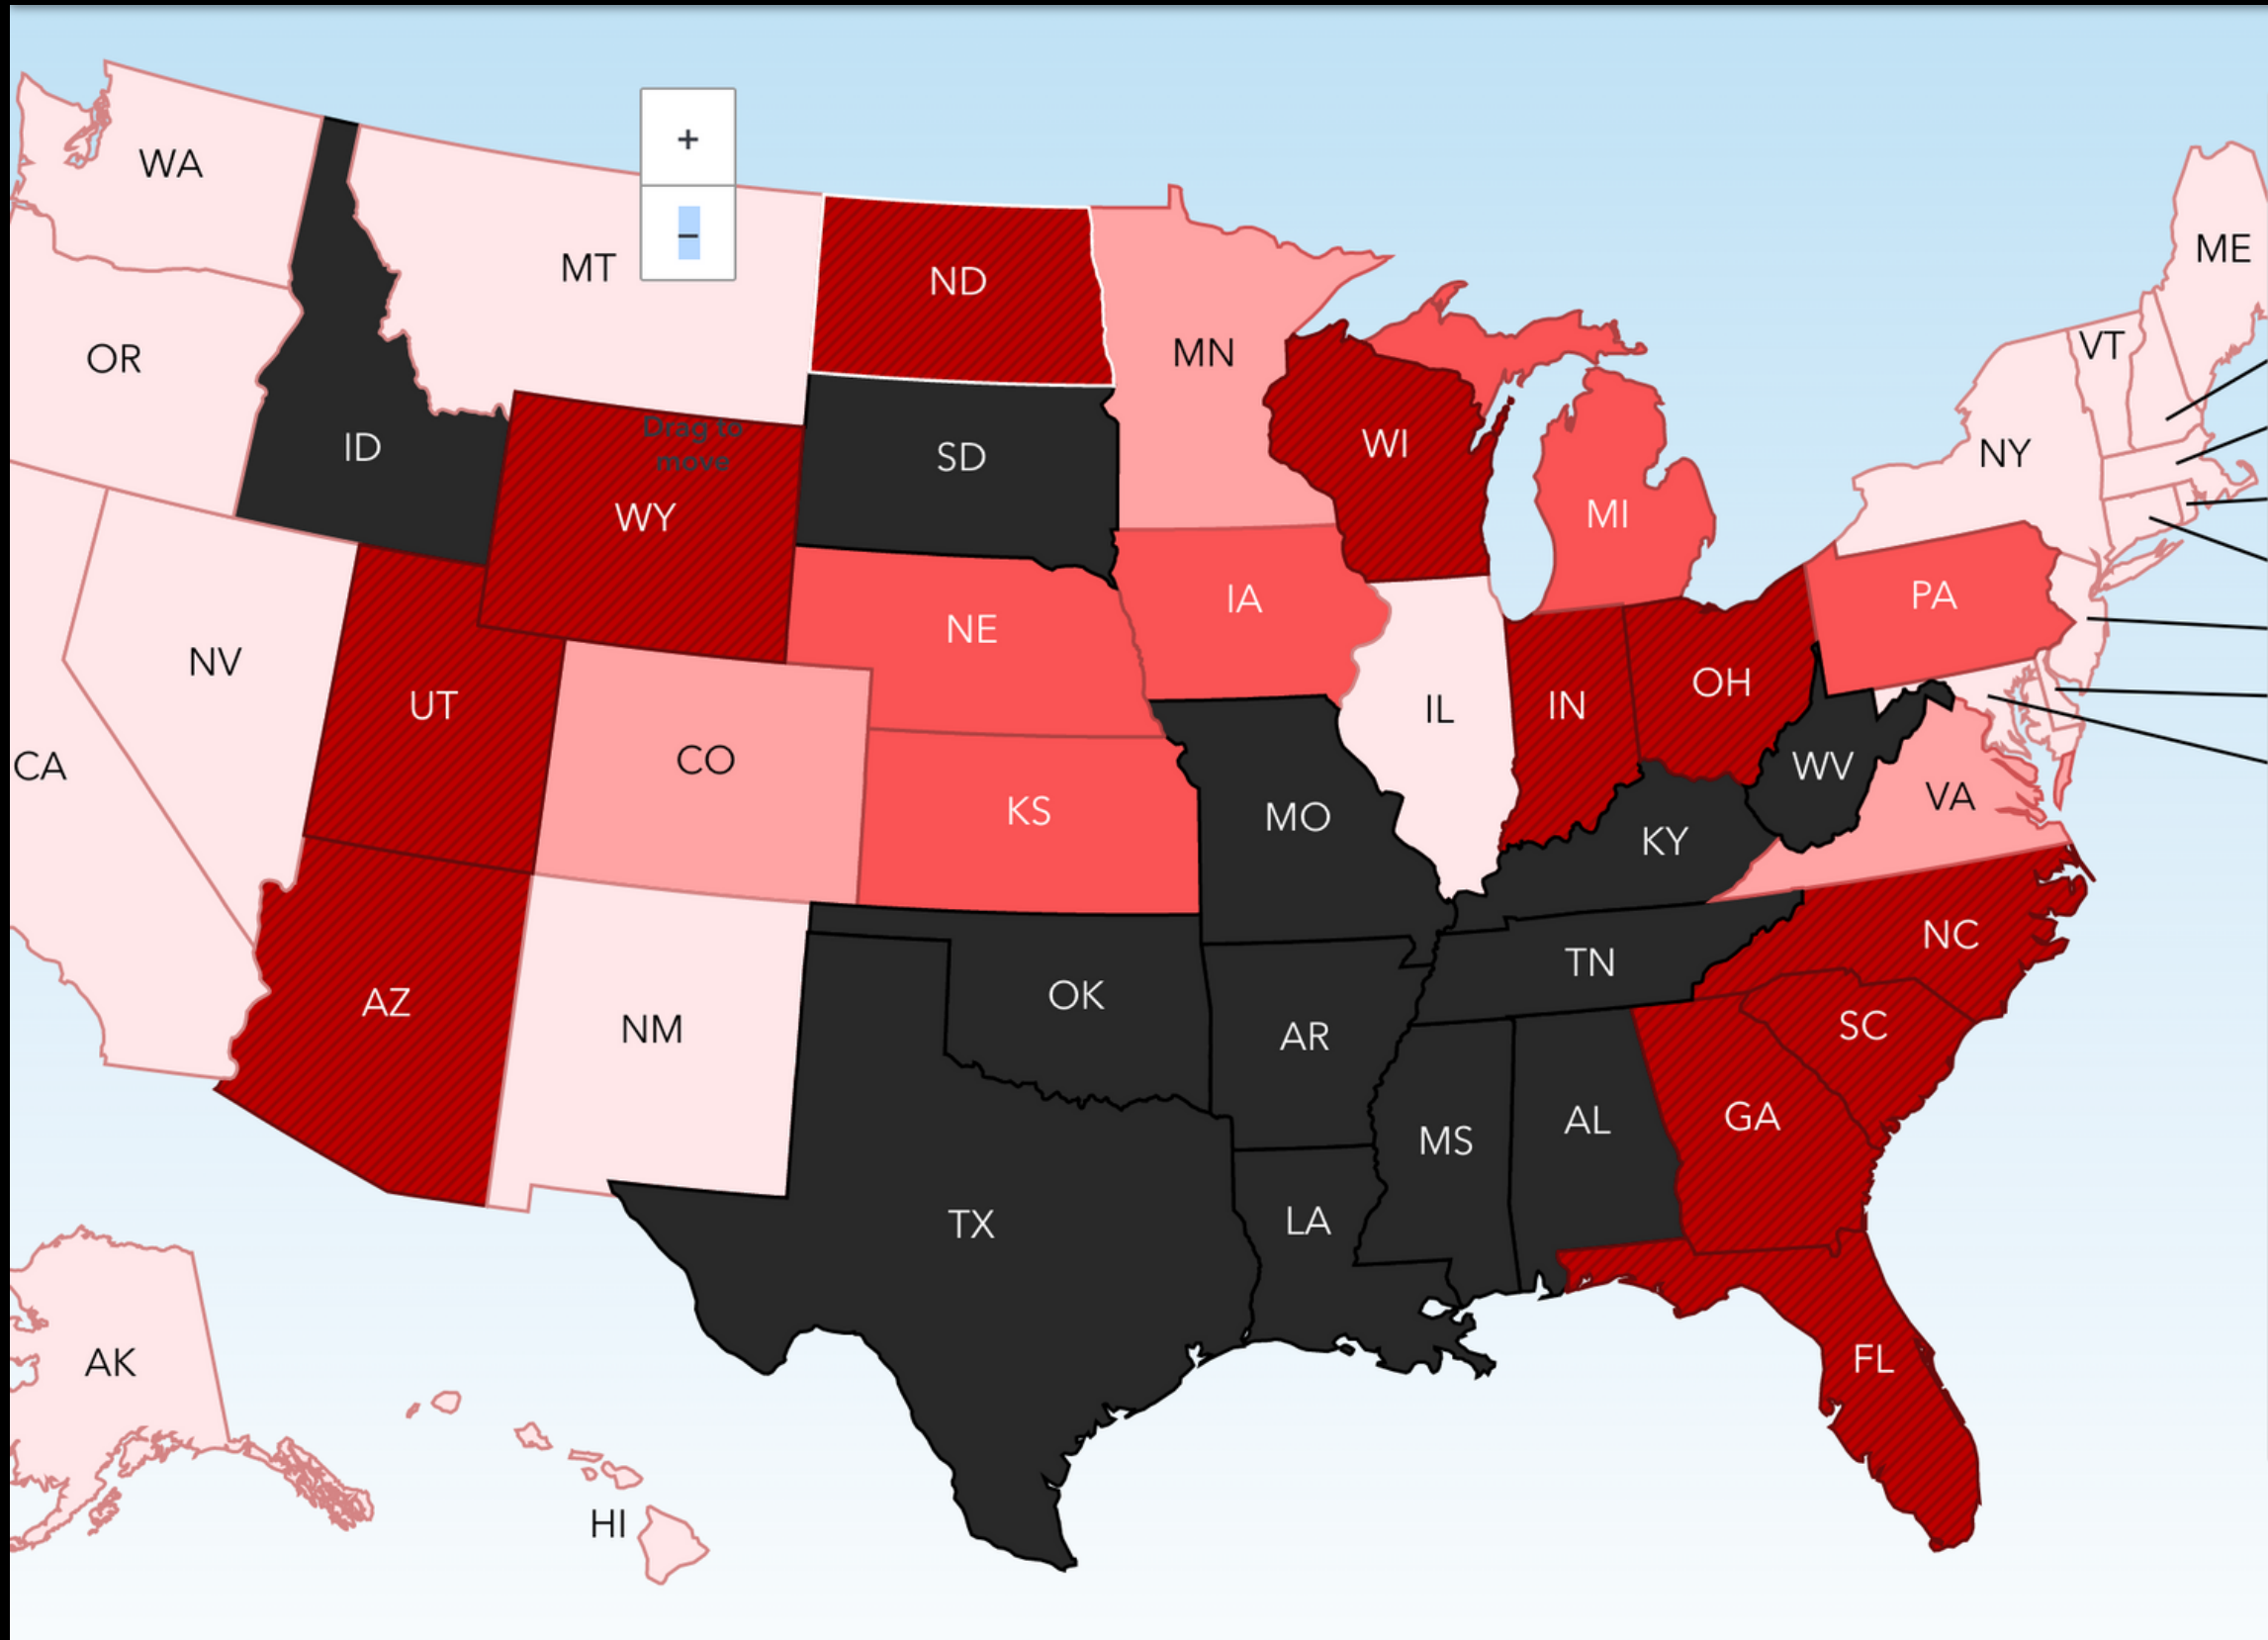 WA
+
ME
MT
−
ND
VT
MN
OR
NY
WI
Drag to
move
ID
SD
MI
WY
PA
IA
NE
NV
UT
IN
OH
IL
CO
CA
WV
VA
KS
MO
KY
NC
TN
AZ
OK
SC
NM
AR
GA
AL
MS
LA
TX
FL
AK
HI